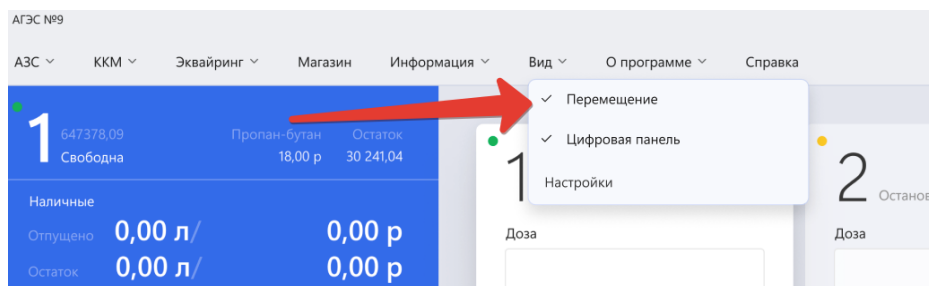 АГЭС №9
АЗС ККМ Эквайринг Магазин Информация Вид О программе Справка
✓ Перемещение
✓ Цифровая панель
Настройки
1 647378,09 Пропан-бутан Остаток
Свободна 18,00 р 30 241,04
Наличные
Отпущено 0,00 л/ 0,00 р
Остаток 0,00 л/ 0,00 р
1
Доза
2 Останов
Доза